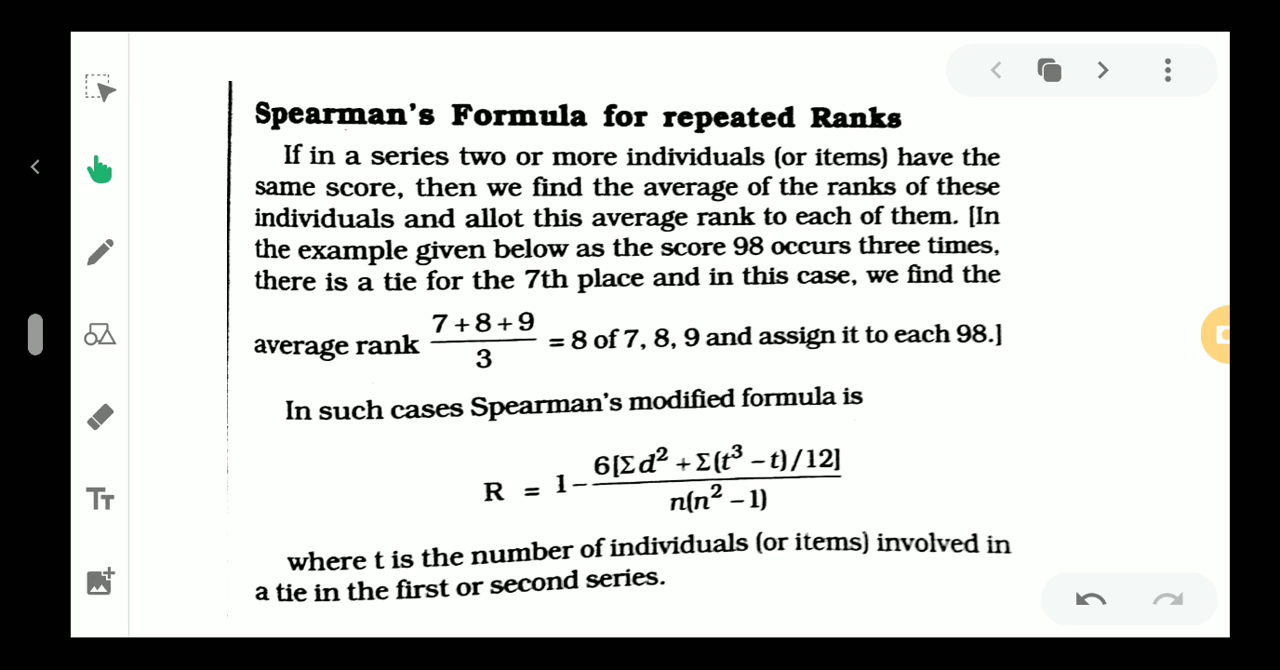 Spearman's Formula for repeated Ranks
If in a series two or more individuals (or items) have the
same score, then we find the average of the ranks of these
individuals and allot this average rank to each of them. [In
the example given below as the score 98 occurs three times,
there is a tie for the 7th place and in this case, we find the
average rank (7 + 8 + 9)/3 = 8 of 7, 8, 9 and assign it to each 98.]
In such cases Spearman's modified formula is
R = 1 – 6[Σd² + Σ(t³ – t)/12] / n(n² – 1)
where t is the number of individuals (or items) involved in
a tie in the first or second series.
TT